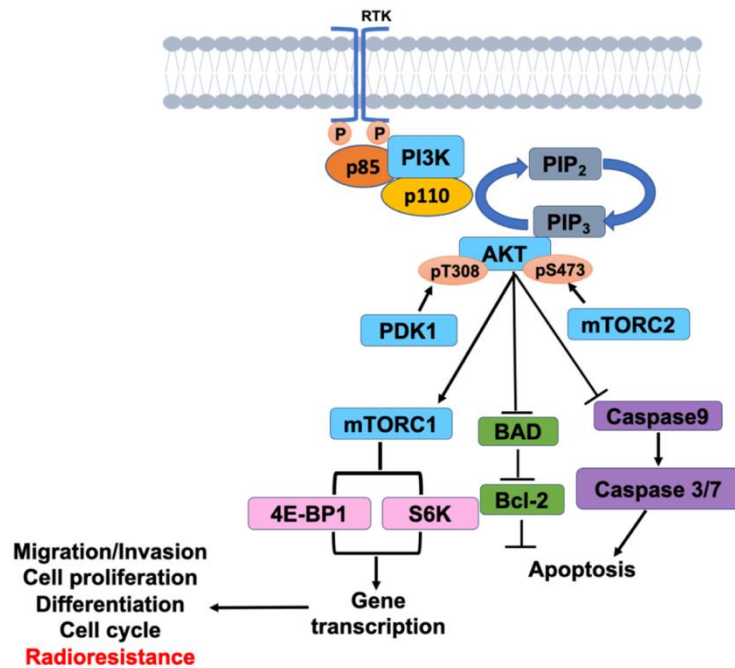 RTK
P P
p85 PI3K
p110
PIP₂
PIP₃
AKT
pT308 pS473
PDK1 mTORC2
mTORC1 BAD Caspase9
4E-BP1 S6K Bcl-2 Caspase 3/7
Apoptosis
Gene
transcription
Migration/Invasion
Cell proliferation
Differentiation
Cell cycle
Radioresistance